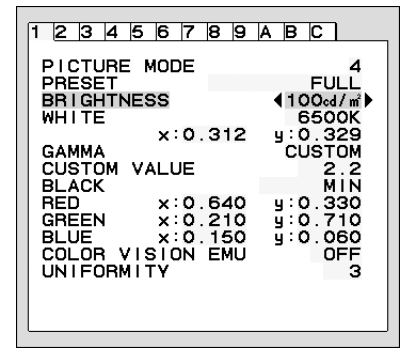 1 2 3 4 5 6 7 8 9 A B C
PICTURE MODE 4
PRESET FULL
BRIGHTNESS 100cd/㎡
WHITE 6500K
x:0.312 y:0.329
GAMMA CUSTOM
CUSTOM VALUE 2.2
BLACK MIN
RED x:0.640 y:0.330
GREEN x:0.210 y:0.710
BLUE x:0.150 y:0.060
COLOR VISION EMU OFF
UNIFORMITY 3